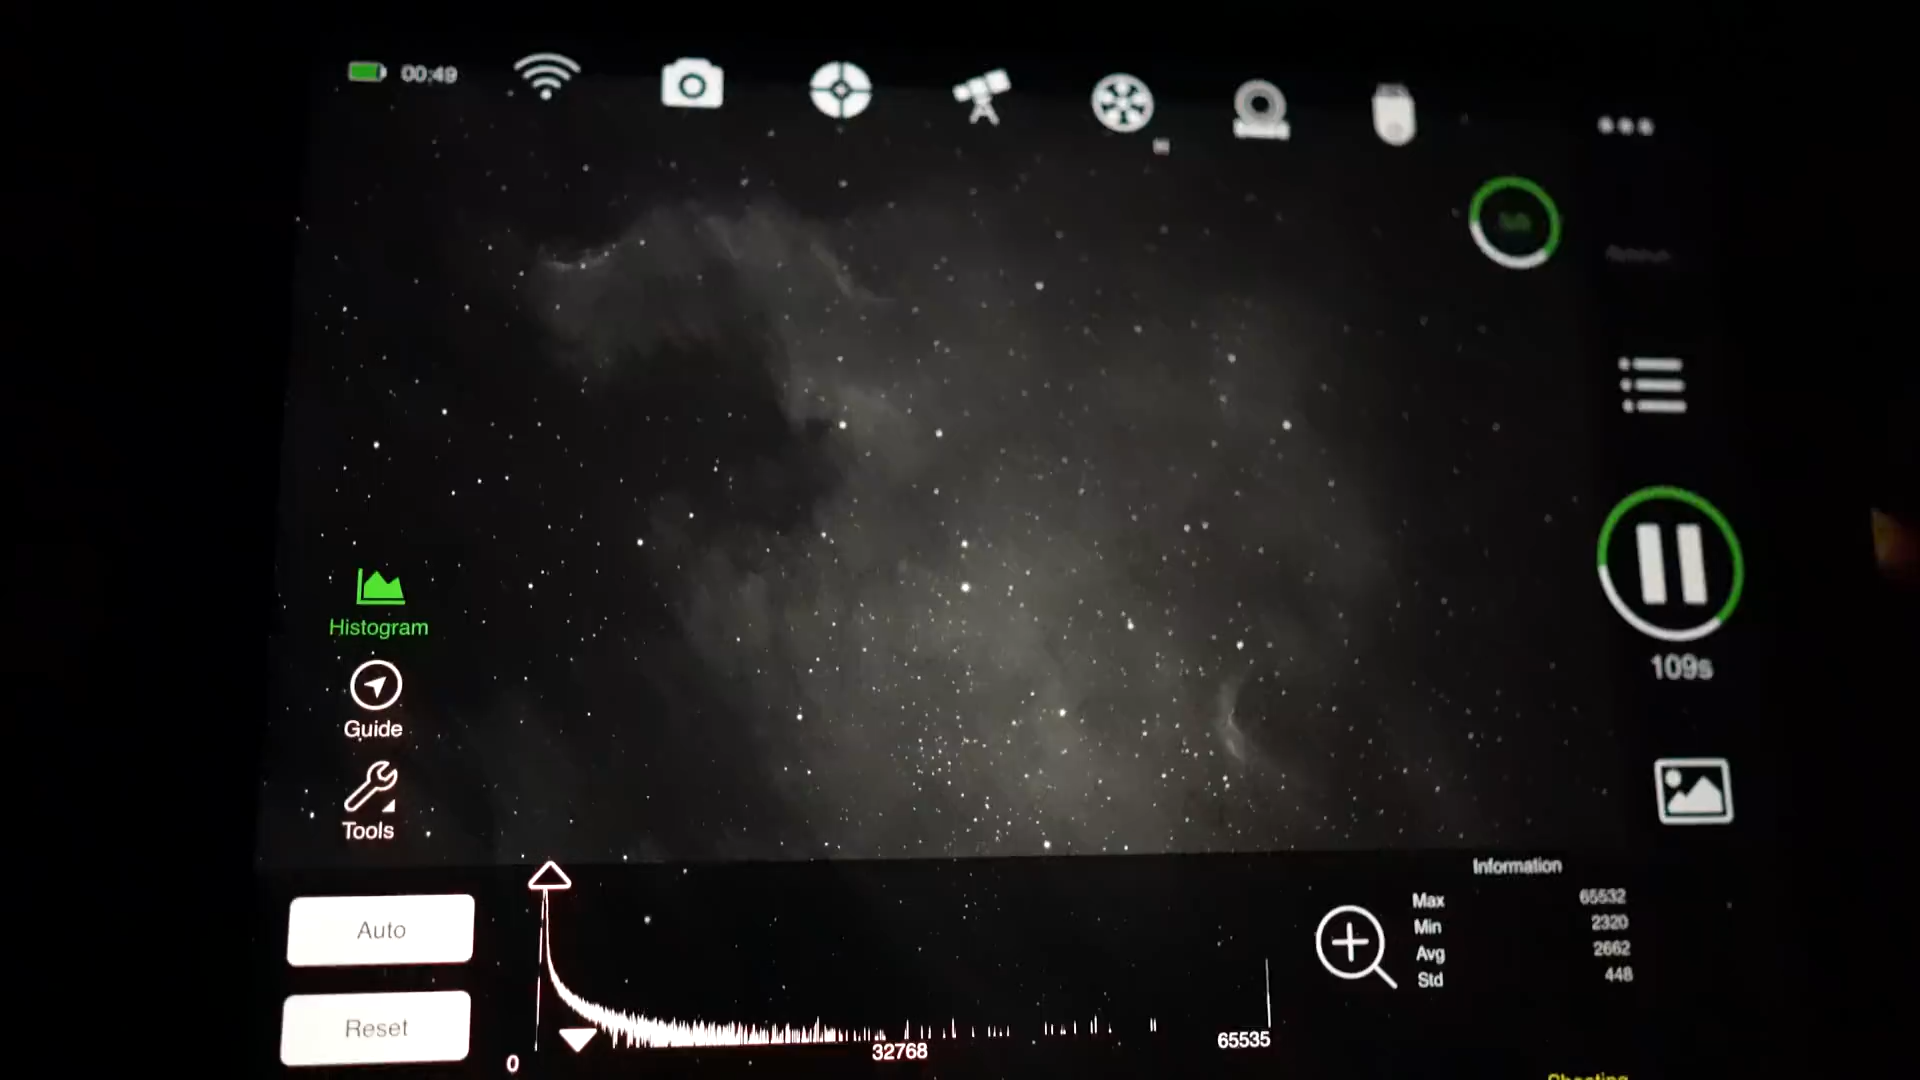 00:49
Histogram
109s
Guide
Tools
Information
Auto
Max 65532
Min 2320
Avg 2662
Std 448
Reset
0
32768
65535